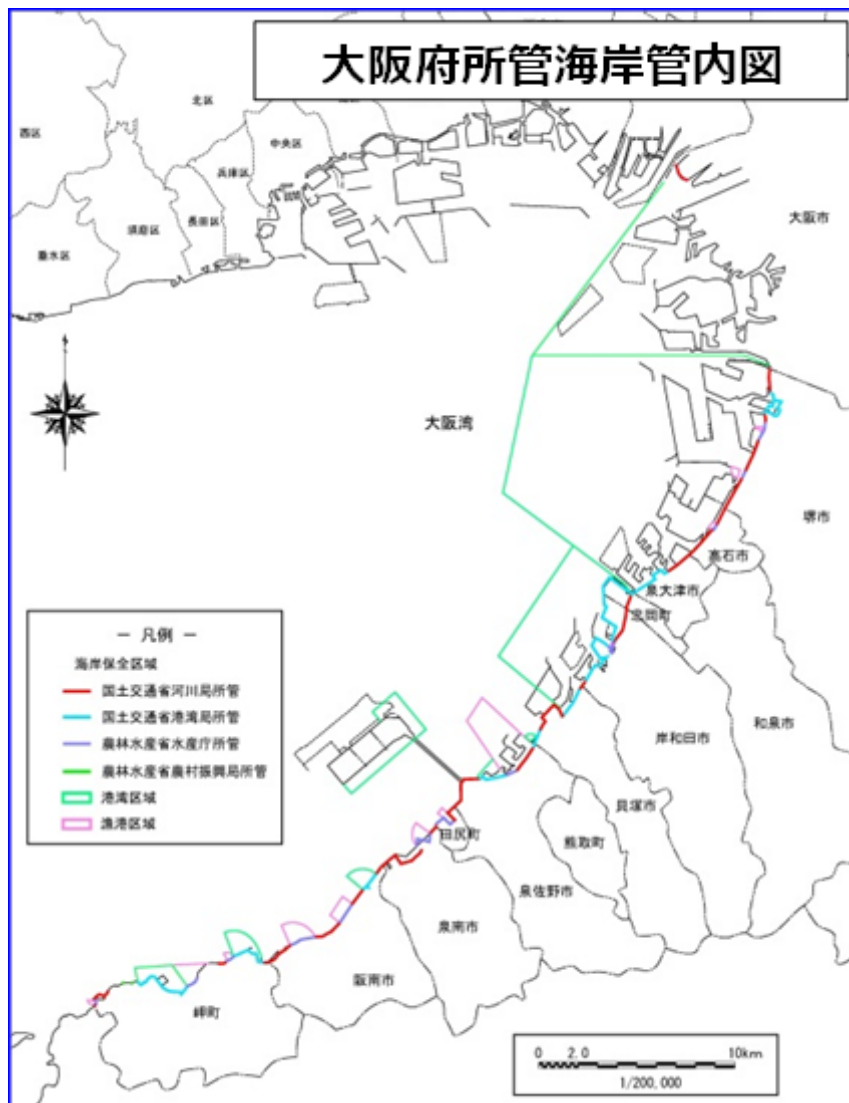 大阪府所管海岸管内図
北区
西区
中央区
兵庫区
長田区
須磨区
垂水区
大阪市
大阪湾
堺市
高石市
泉大津市
忠岡町
和泉市
岸和田市
貝塚市
熊取町
田尻町
泉佐野市
泉南市
阪南市
岬町
− 凡例 −
海岸保全区域
国土交通省河川局所管
国土交通省港湾局所管
農林水産省水産庁所管
農林水産省農村振興局所管
港湾区域
漁港区域
0 2.0 10km
1/200,000